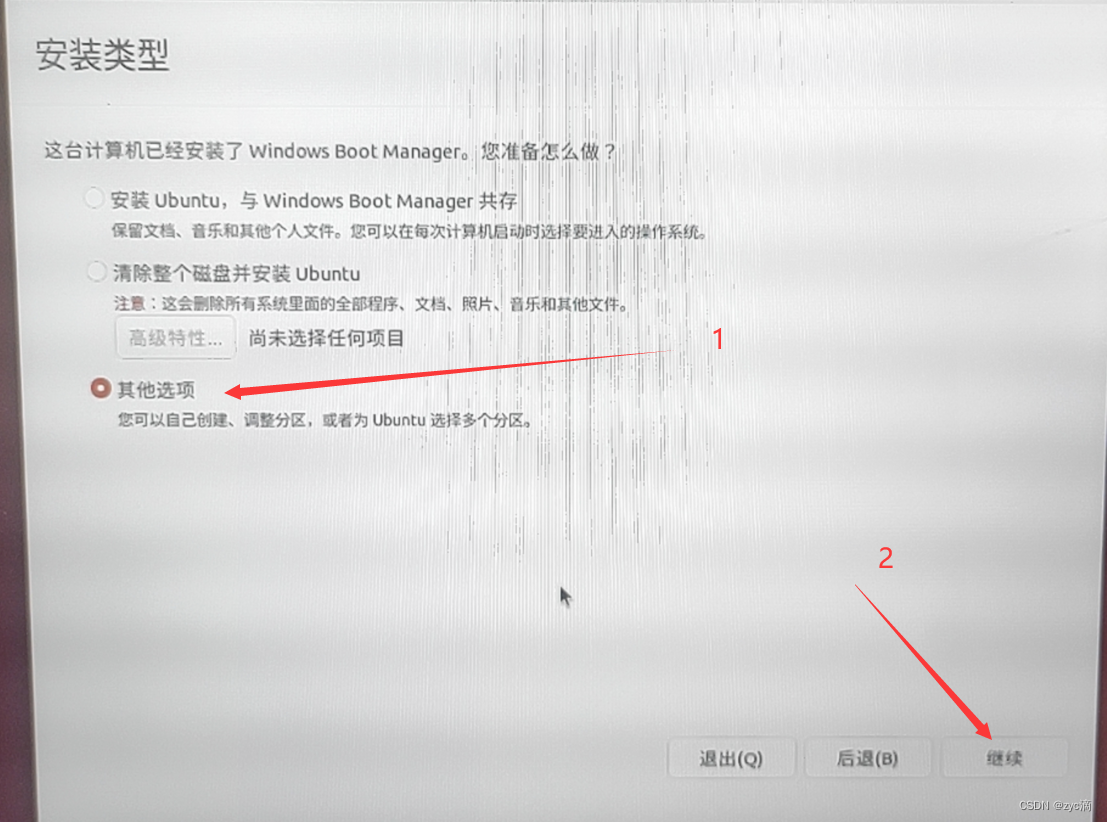 安装类型
这台计算机已经安装了 Windows Boot Manager。您准备怎么做？
安装 Ubuntu，与 Windows Boot Manager 共存
保留文档、音乐和其他个人文件。您可以在每次计算机启动时选择要进入的操作系统。
清除整个磁盘并安装 Ubuntu
注意：这会删除所有系统里面的全部程序、文档、照片、音乐和其他文件。
高级特性... 尚未选择任何项目
1
其他选项
您可以自己创建、调整分区，或者为 Ubuntu 选择多个分区。
2
退出(Q) 后退(B) 继续
CSDN @zyc滴